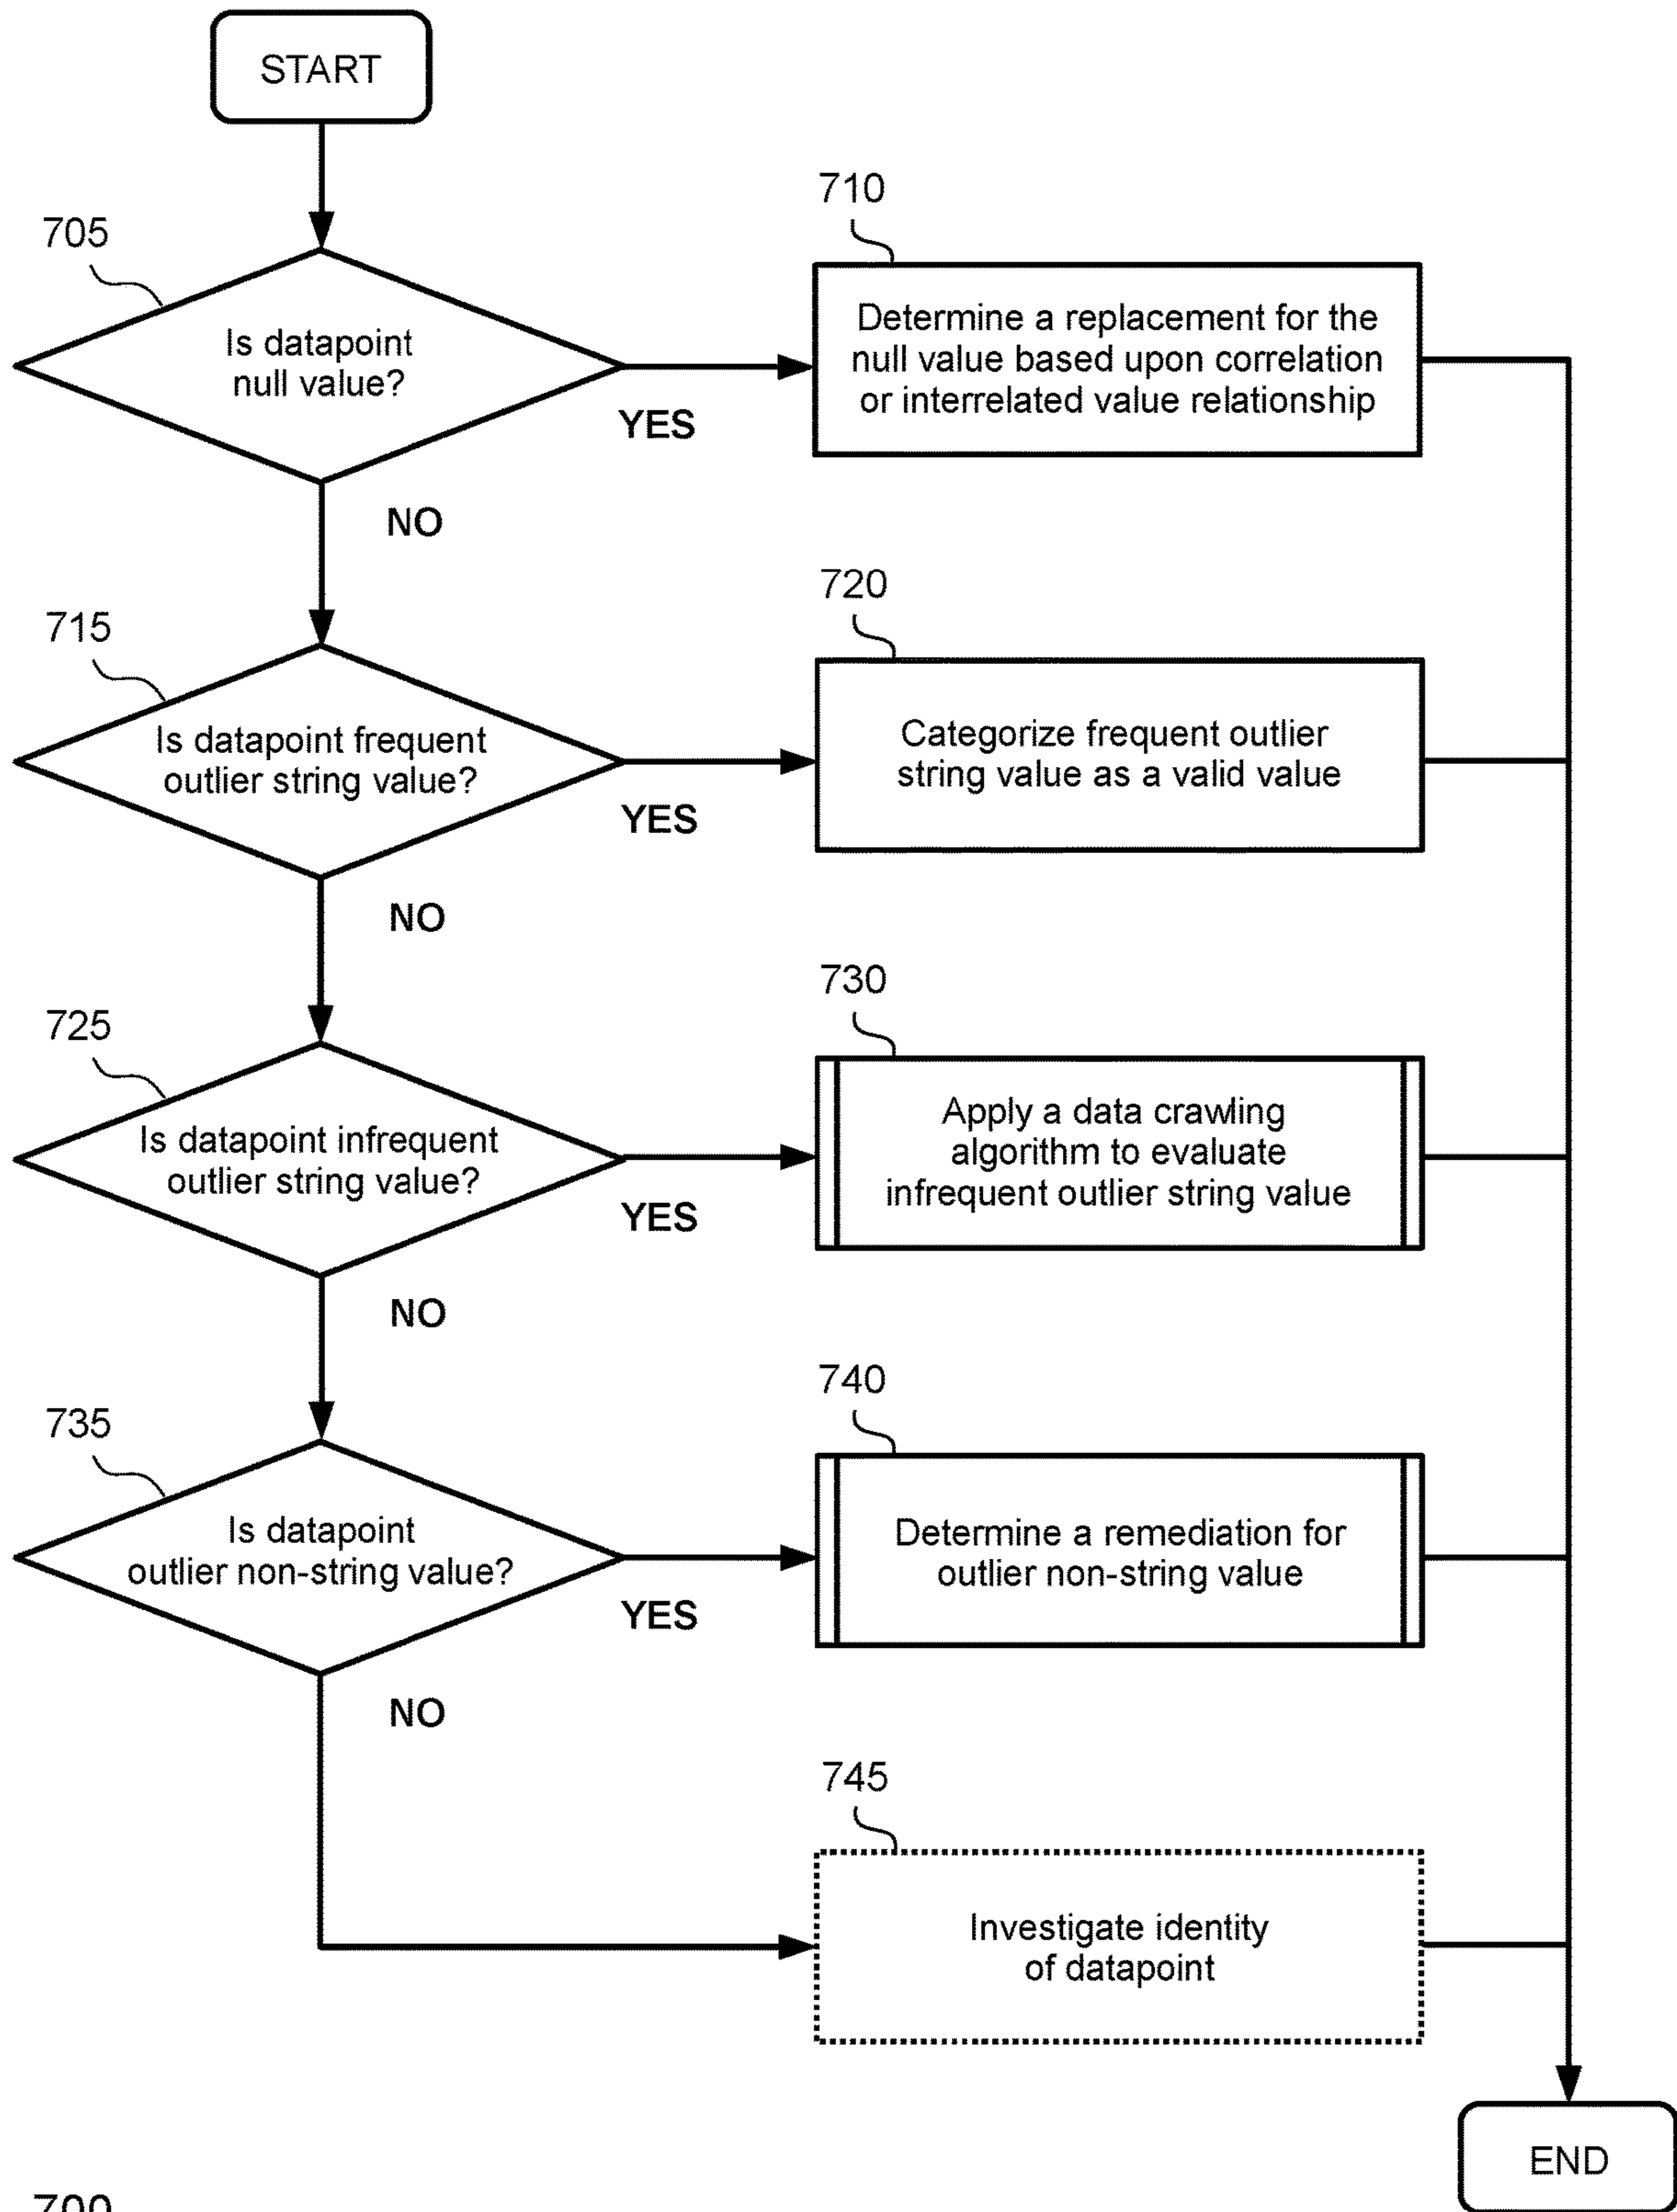 START
705
Is datapoint
null value?
YES
NO
710
Determine a replacement for the
null value based upon correlation
or interrelated value relationship
715
Is datapoint frequent
outlier string value?
YES
NO
720
Categorize frequent outlier
string value as a valid value
725
Is datapoint infrequent
outlier string value?
YES
NO
730
Apply a data crawling
algorithm to evaluate
infrequent outlier string value
735
Is datapoint
outlier non-string value?
YES
NO
740
Determine a remediation for
outlier non-string value
745
Investigate identity
of datapoint
END
700